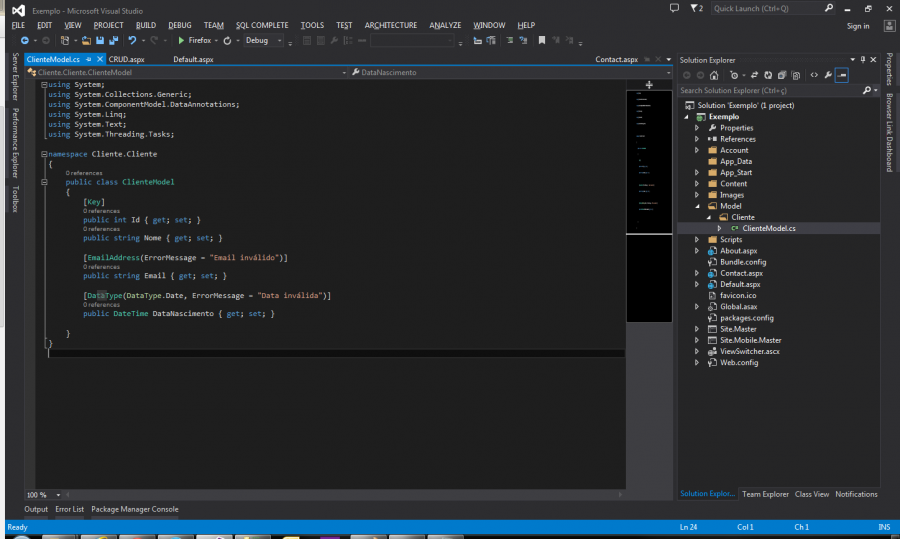 Exemplo - Microsoft Visual Studio
2
Quick Launch (Ctrl+Q)
FILE EDIT VIEW PROJECT BUILD DEBUG TEAM SQL COMPLETE TOOLS TEST ARCHITECTURE ANALYZE WINDOW HELP
Sign in
Firefox
Debug
ClienteModel.cs
CRUD.aspx
Default.aspx
Contact.aspx
Cliente.Cliente.ClienteModel
DataNascimento
Server Explorer
Performance Explorer
Toolbox
using System;
using System.Collections.Generic;
using System.ComponentModel.DataAnnotations;
using System.Linq;
using System.Text;
using System.Threading.Tasks;
namespace Cliente.Cliente
{
0 references
public class ClienteModel
{
[Key]
0 references
public int Id { get; set; }
0 references
public string Nome { get; set; }
[EmailAddress(ErrorMessage = "Email inválido")]
0 references
public string Email { get; set; }
[DataType(DataType.Date, ErrorMessage = "Data inválida")]
0 references
public DateTime DataNascimento { get; set; }
}
}
100 %
Solution Explorer
Search Solution Explorer (Ctrl+ç)
Solution 'Exemplo' (1 project)
Exemplo
Properties
References
Account
App_Data
App_Start
Content
Images
Model
Cliente
ClienteModel.cs
Scripts
About.aspx
Bundle.config
Contact.aspx
Default.aspx
favicon.ico
Global.asax
packages.config
Site.Master
Site.Mobile.Master
ViewSwitcher.ascx
Web.config
Solution Explor...
Team Explorer
Class View
Notifications
Properties
Browser Link Dashboard
Output
Error List
Package Manager Console
Ready
Ln 24
Col 1
Ch 1
INS